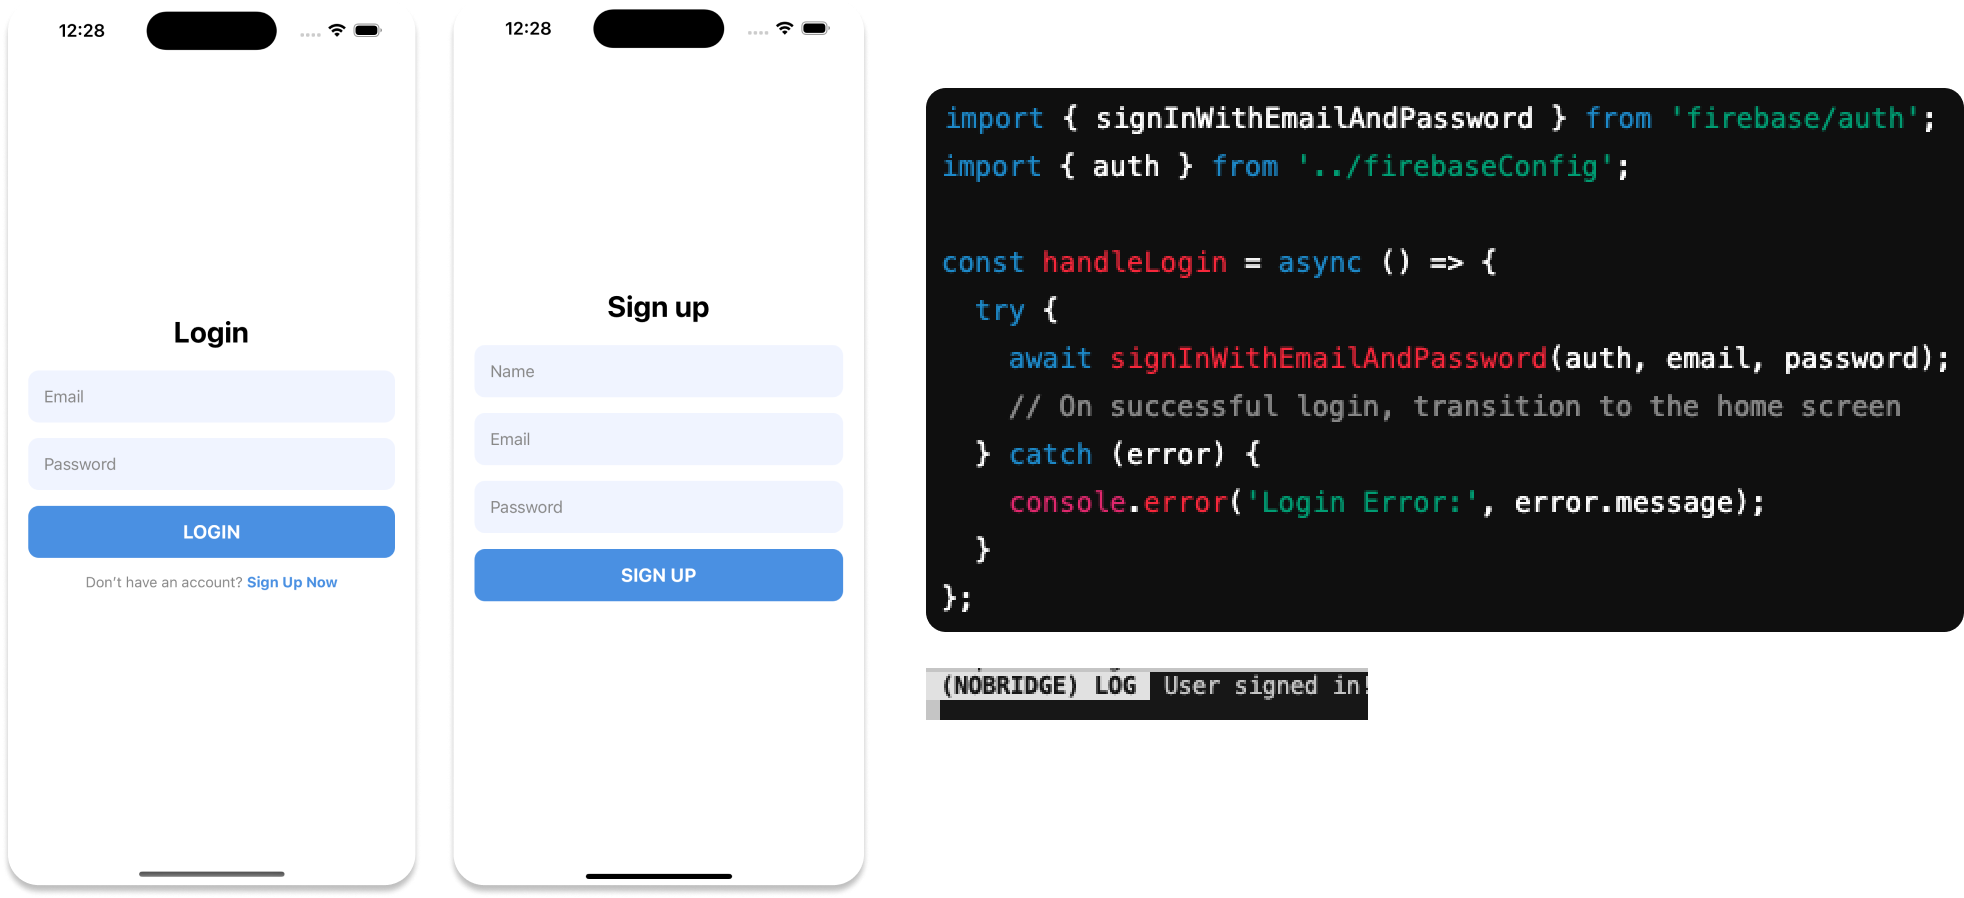 12:28
Login
Email
Password
LOGIN
Don't have an account? Sign Up Now
12:28
Sign up
Name
Email
Password
SIGN UP
import { signInWithEmailAndPassword } from 'firebase/auth';
import { auth } from '../firebaseConfig';
const handleLogin = async () => {
  try {
    await signInWithEmailAndPassword(auth, email, password);
    // On successful login, transition to the home screen
  } catch (error) {
    console.error('Login Error:', error.message);
  }
};
(NOBRIDGE) LOG User signed in!